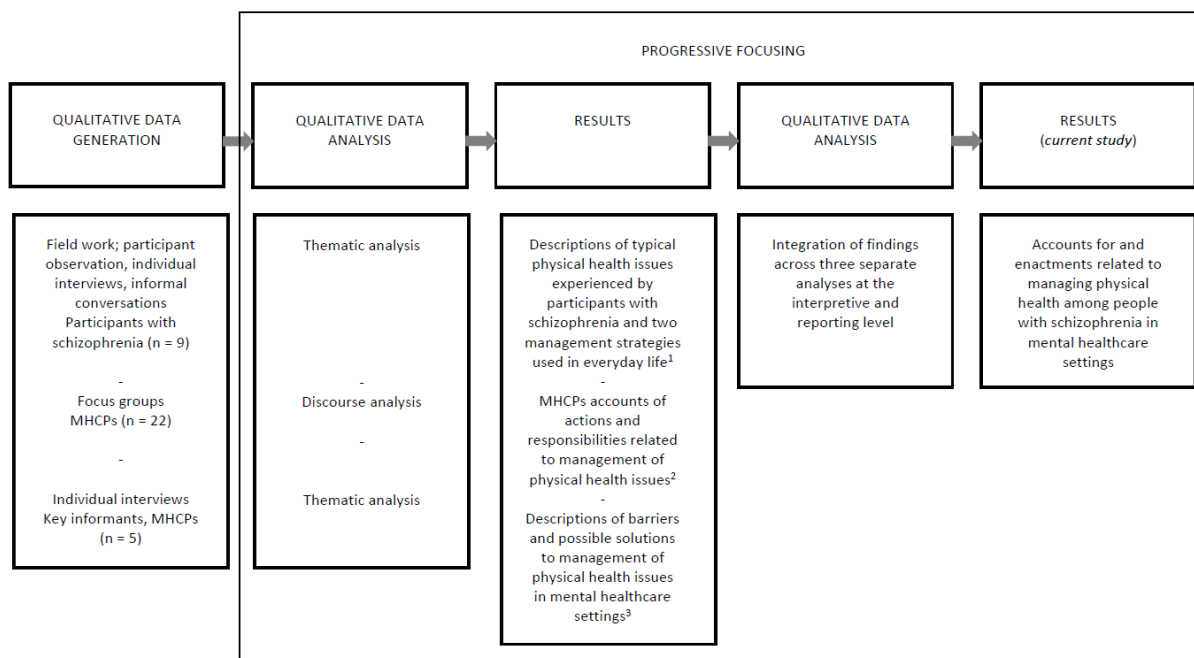 PROGRESSIVE FOCUSING
QUALITATIVE DATA
GENERATION
QUALITATIVE DATA
ANALYSIS
RESULTS
QUALITATIVE DATA
ANALYSIS
RESULTS
(current study)
Field work; participant
observation, individual
interviews, informal
conversations
Participants with
schizophrenia (n = 9)
-
Focus groups
MHCPs (n = 22)
-
Individual interviews
Key informants, MHCPs
(n = 5)
Thematic analysis
-
Discourse analysis
-
Thematic analysis
Descriptions of typical
physical health issues
experienced by
participants with
schizophrenia and two
management strategies
used in everyday life¹
-
MHCPs accounts of
actions and
responsibilities related
to management of
physical health issues²
-
Descriptions of barriers
and possible solutions
to management of
physical health issues
in mental healthcare
settings³
Integration of findings
across three separate
analyses at the
interpretive and
reporting level
Accounts for and
enactments related to
managing physical
health among people
with schizophrenia in
mental healthcare
settings